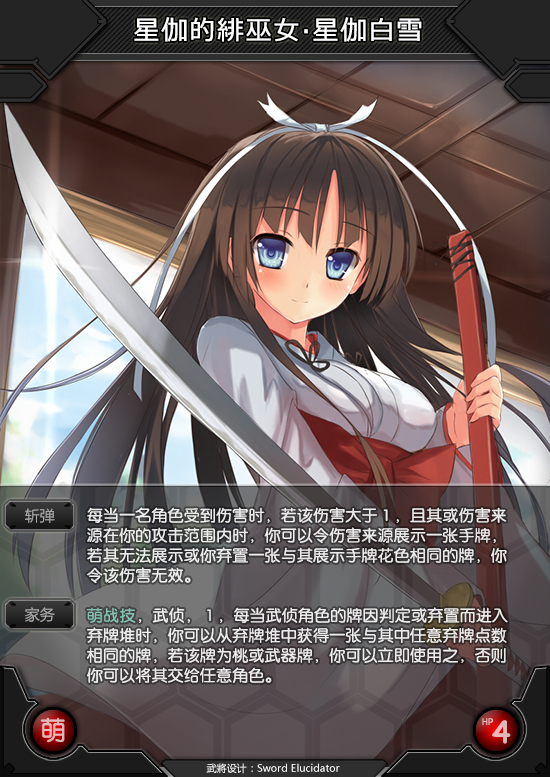 星伽的緋巫女·星伽白雪
斩弹
每当一名角色受到伤害时，若该伤害大于1，且其或伤害来
源在你的攻击范围内时，你可以令伤害来源展示一张手牌，
若其无法展示或你弃置一张与其展示手牌花色相同的牌，你
令该伤害无效。
家务
萌战技，武侦，1，每当武侦角色的牌因判定或弃置而进入
弃牌堆时，你可以从弃牌堆中获得一张与其中任意弃牌点数
相同的牌，若该牌为桃或武器牌，你可以立即使用之，否则
你可以将其交给任意角色。
萌
HP 4
武將设计：Sword Elucidator